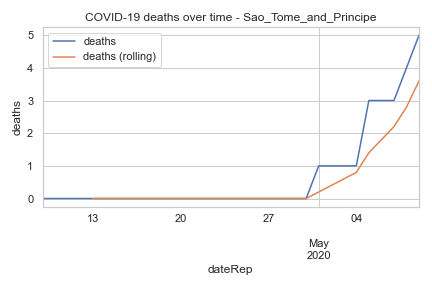 COVID-19 deaths over time - Sao_Tome_and_Principe
deaths
deaths (rolling)
5
4
3
2
1
0
deaths
13
20
27
04
May
2020
dateRep